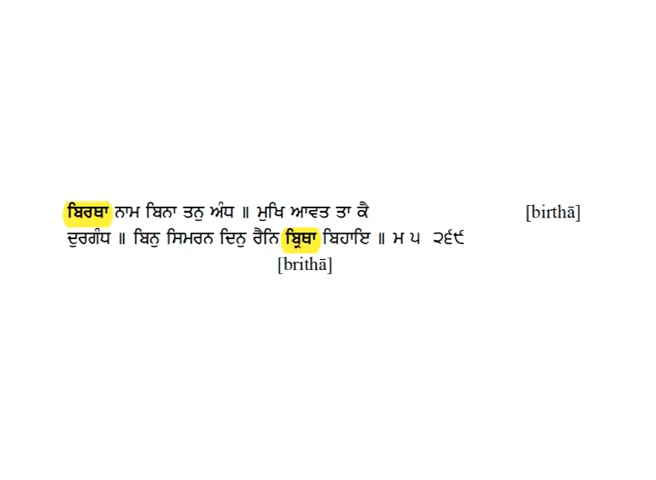 ਬਿਰਥਾ ਨਾਮ ਬਿਨਾ ਤਨੁ ਅੰਧ ॥ ਮੁਖਿ ਆਵਤ ਤਾ ਕੈ [birthā]
ਦੁਰਗੰਧ ॥ ਬਿਨੁ ਸਿਮਰਨ ਦਿਨੁ ਰੈਨਿ ਬ੍ਰਿਥਾ ਬਿਹਾਇ ॥ ਮ ੫ ੨੬੯
[brithā]